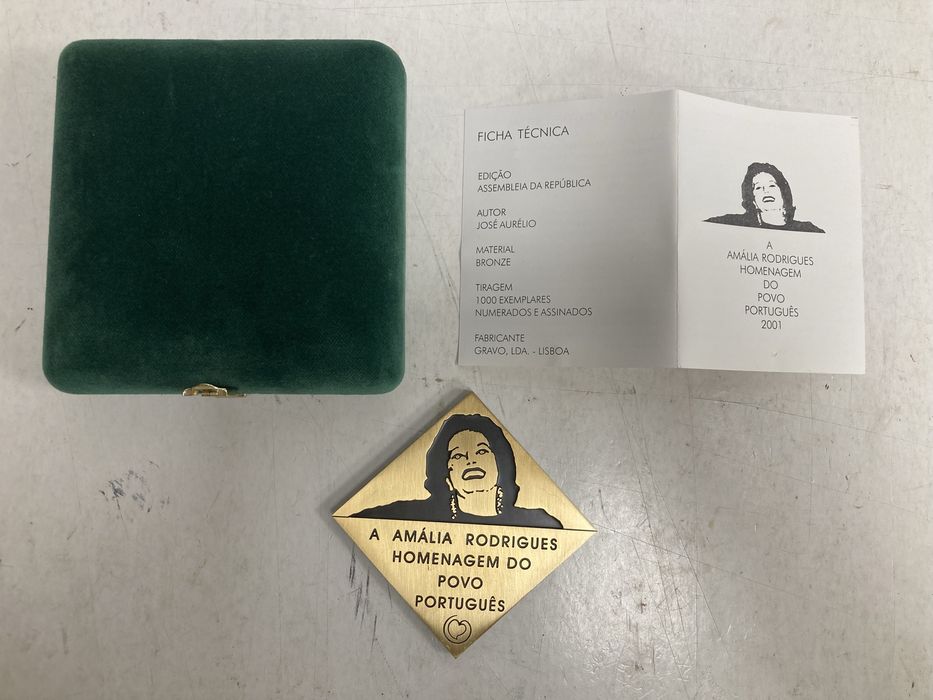 FICHA TÉCNICA
EDIÇÃO
ASSEMBLEIA DA REPÚBLICA
AUTOR
JOSÉ AURÉLIO
MATERIAL
BRONZE
TIRAGEM
1000 EXEMPLARES
NUMERADOS E ASSINADOS
FABRICANTE
GRAVO, LDA. - LISBOA
A
AMÁLIA RODRIGUES
HOMENAGEM
DO
POVO
PORTUGUÊS
2001
A AMÁLIA RODRIGUES
HOMENAGEM DO
POVO
PORTUGUÊS